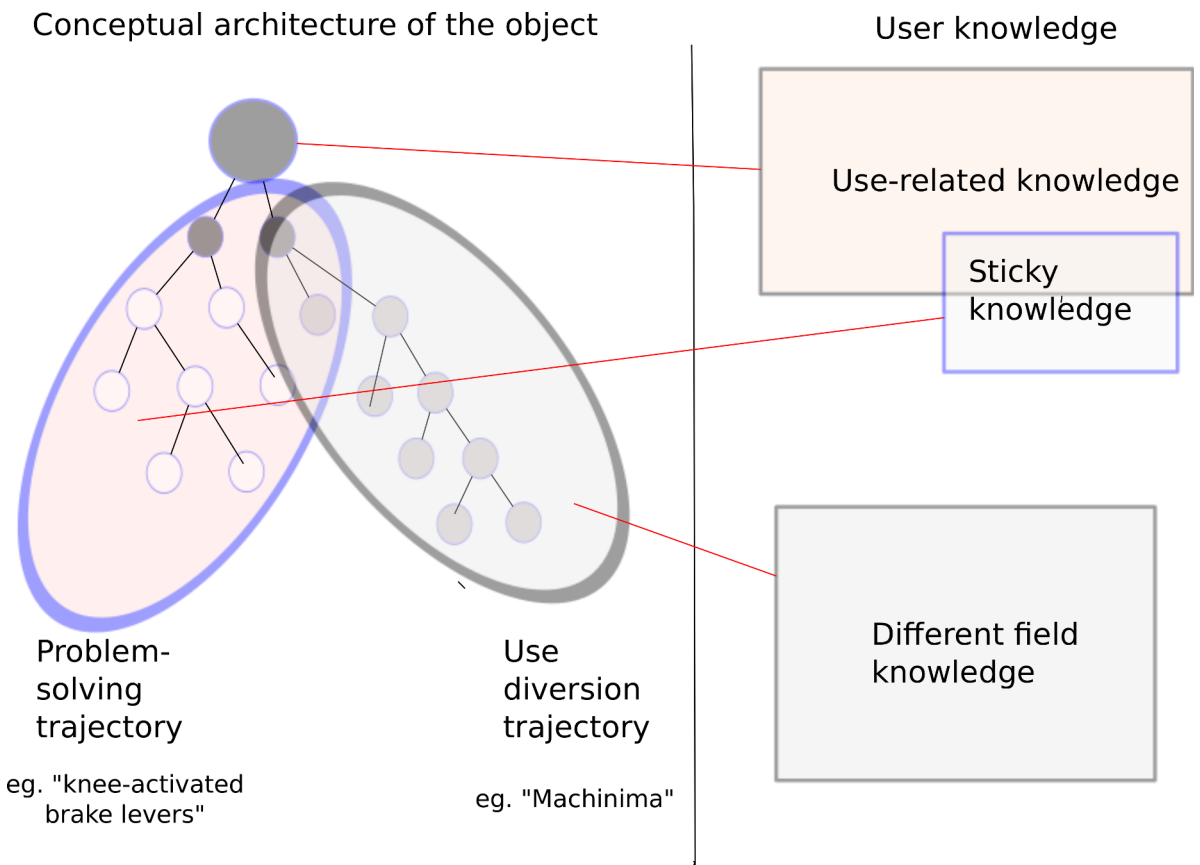 Conceptual architecture of the object
User knowledge
Use-related knowledge
Sticky
knowledge
Different field
knowledge
Problem-
solving
trajectory
Use
diversion
trajectory
eg. "knee-activated
brake levers"
eg. "Machinima"